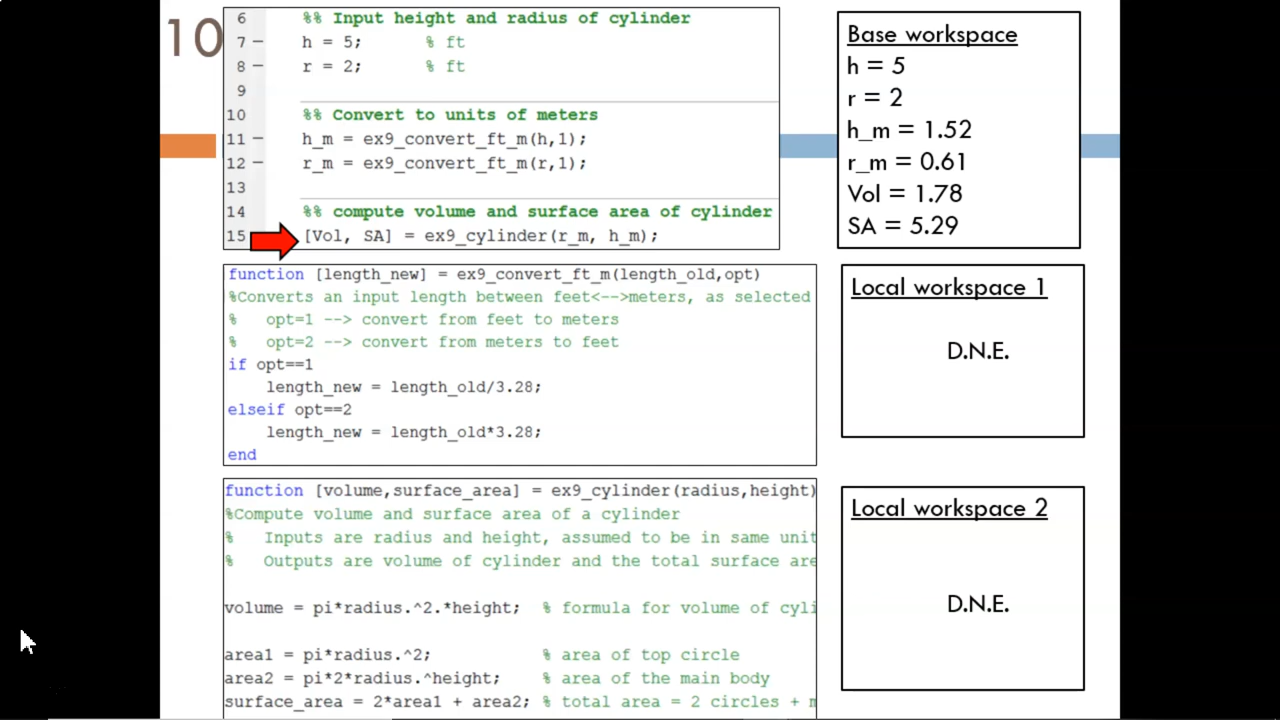 10
6 %% Input height and radius of cylinder
7 — h = 5; % ft
8 — r = 2; % ft
9
10 %% Convert to units of meters
11 — h_m = ex9_convert_ft_m(h,1);
12 — r_m = ex9_convert_ft_m(r,1);
13
14 %% compute volume and surface area of cylinder
15 [Vol, SA] = ex9_cylinder(r_m, h_m);
Base workspace
h = 5
r = 2
h_m = 1.52
r_m = 0.61
Vol = 1.78
SA = 5.29
function [length_new] = ex9_convert_ft_m(length_old,opt)
%Converts an input length between feet<-->meters, as selected
% opt=1 --> convert from feet to meters
% opt=2 --> convert from meters to feet
if opt==1
length_new = length_old/3.28;
elseif opt==2
length_new = length_old*3.28;
end
Local workspace 1
D.N.E.
function [volume,surface_area] = ex9_cylinder(radius,height)
%Compute volume and surface area of a cylinder
% Inputs are radius and height, assumed to be in same unit
% Outputs are volume of cylinder and the total surface are
volume = pi*radius.^2.*height; % formula for volume of cyli
area1 = pi*radius.^2; % area of top circle
area2 = pi*2*radius.^height; % area of the main body
surface_area = 2*area1 + area2; % total area = 2 circles +
Local workspace 2
D.N.E.